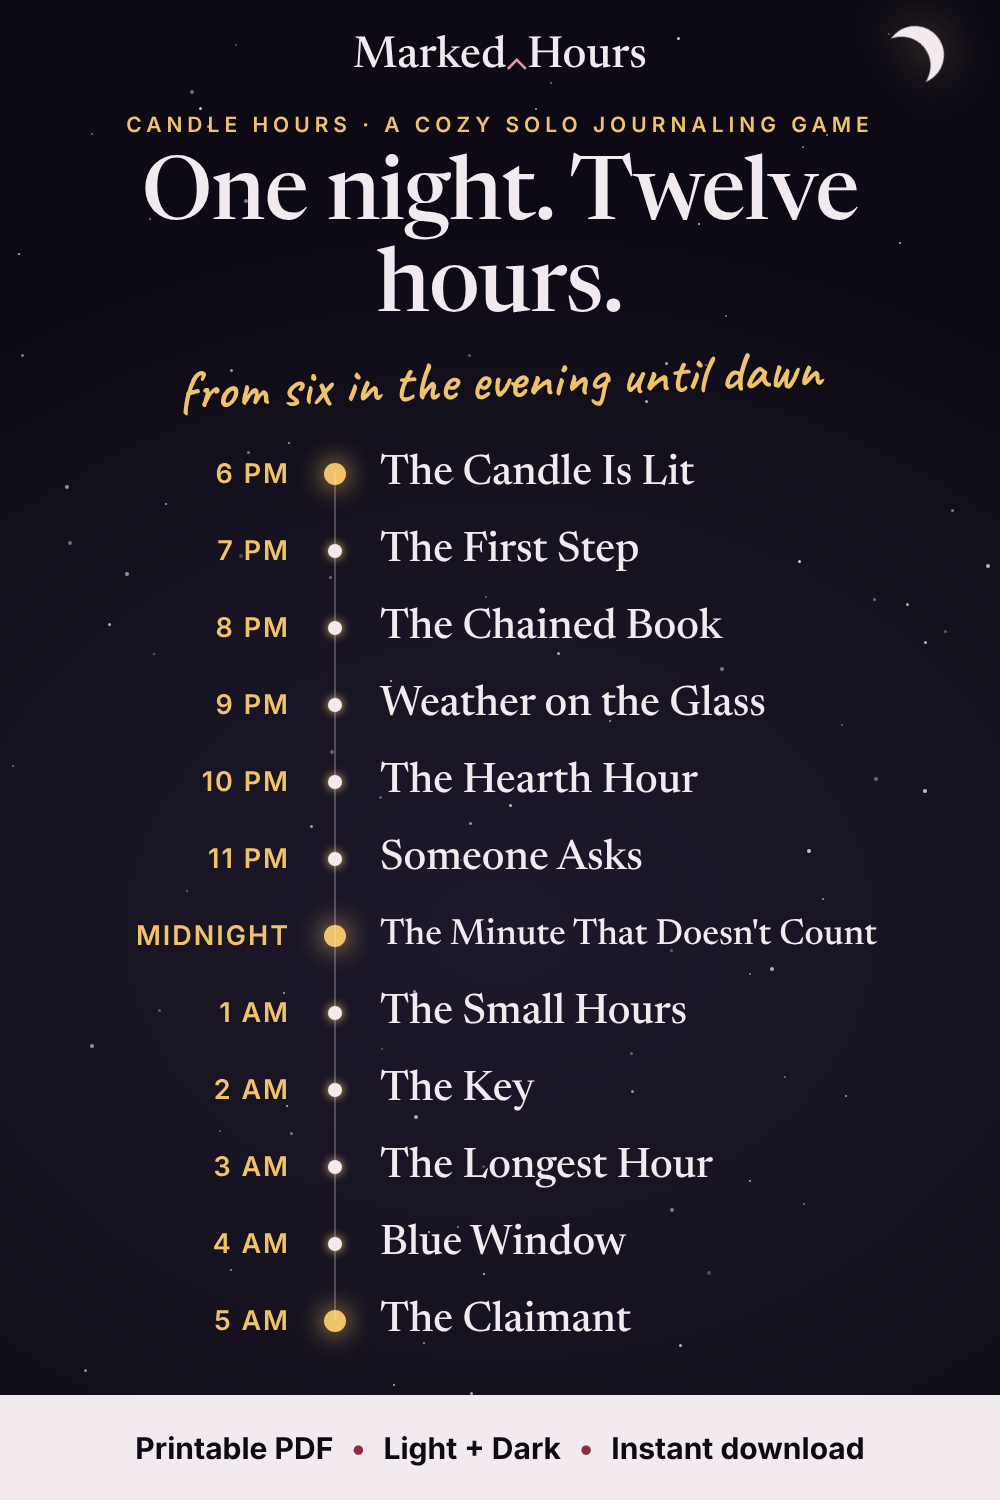 Marked‸Hours
CANDLE HOURS · A COZY SOLO JOURNALING GAME
One night. Twelve
hours.
from six in the evening until dawn
6 PM The Candle Is Lit
7 PM The First Step
8 PM The Chained Book
9 PM Weather on the Glass
10 PM The Hearth Hour
11 PM Someone Asks
MIDNIGHT The Minute That Doesn't Count
1 AM The Small Hours
2 AM The Key
3 AM The Longest Hour
4 AM Blue Window
5 AM The Claimant
Printable PDF • Light + Dark • Instant download